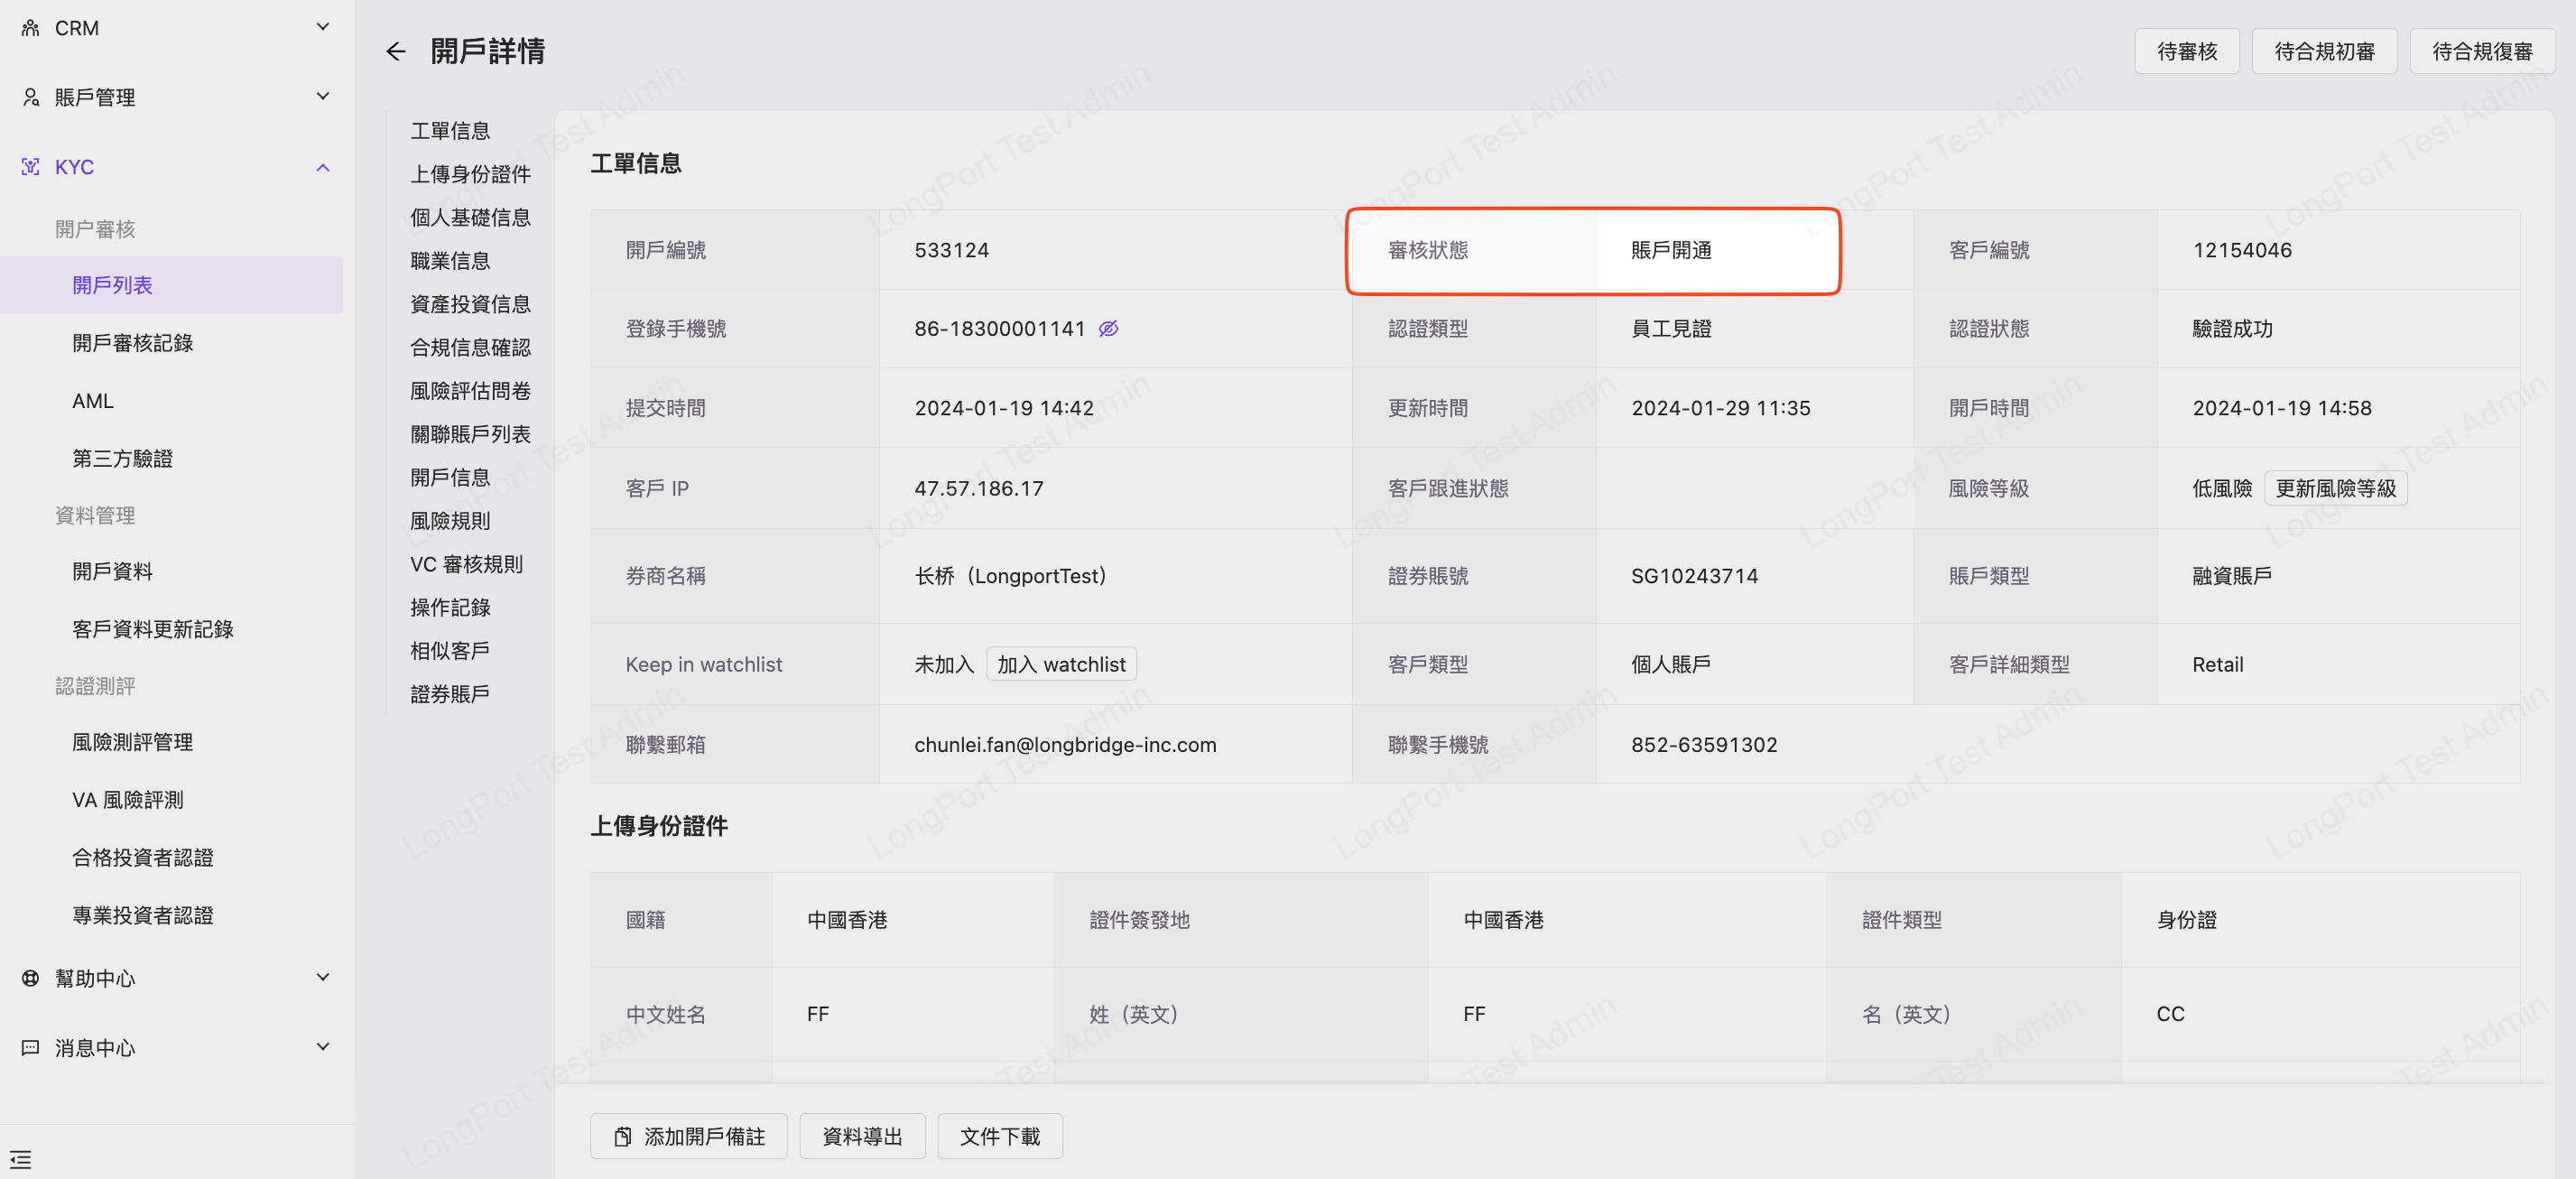 CRM
賬戶管理
KYC
開户審核
開戶列表
開戶審核記錄
AML
第三方驗證
資料管理
開戶資料
客戶資料更新記錄
認證測評
風險測評管理
VA 風險評測
合格投資者認證
專業投資者認證
幫助中心
消息中心
開戶詳情
待審核
待合規初審
待合規復審
工單信息
上傳身份證件
個人基礎信息
職業信息
資產投資信息
合規信息確認
風險評估問卷
關聯賬戶列表
開戶信息
風險規則
VC 審核規則
操作記錄
相似客戶
證券賬戶
工單信息
開戶編號 533124 審核狀態 賬戶開通 客戶編號 12154046
登錄手機號 86-18300001141 認證類型 員工見證 認證狀態 驗證成功
提交時間 2024-01-19 14:42 更新時間 2024-01-29 11:35 開戶時間 2024-01-19 14:58
客戶 IP 47.57.186.17 客戶跟進狀態 風險等級 低風險 更新風險等級
券商名稱 长桥（LongportTest） 證券賬號 SG10243714 賬戶類型 融資賬戶
Keep in watchlist 未加入 加入 watchlist 客戶類型 個人賬戶 客戶詳細類型 Retail
聯繫郵箱 chunlei.fan@longbridge-inc.com 聯繫手機號 852-63591302
上傳身份證件
國籍 中國香港 證件簽發地 中國香港 證件類型 身份證
中文姓名 FF 姓（英文） FF 名（英文） CC
添加開戶備註
資料導出
文件下載
LongPort Test Admin